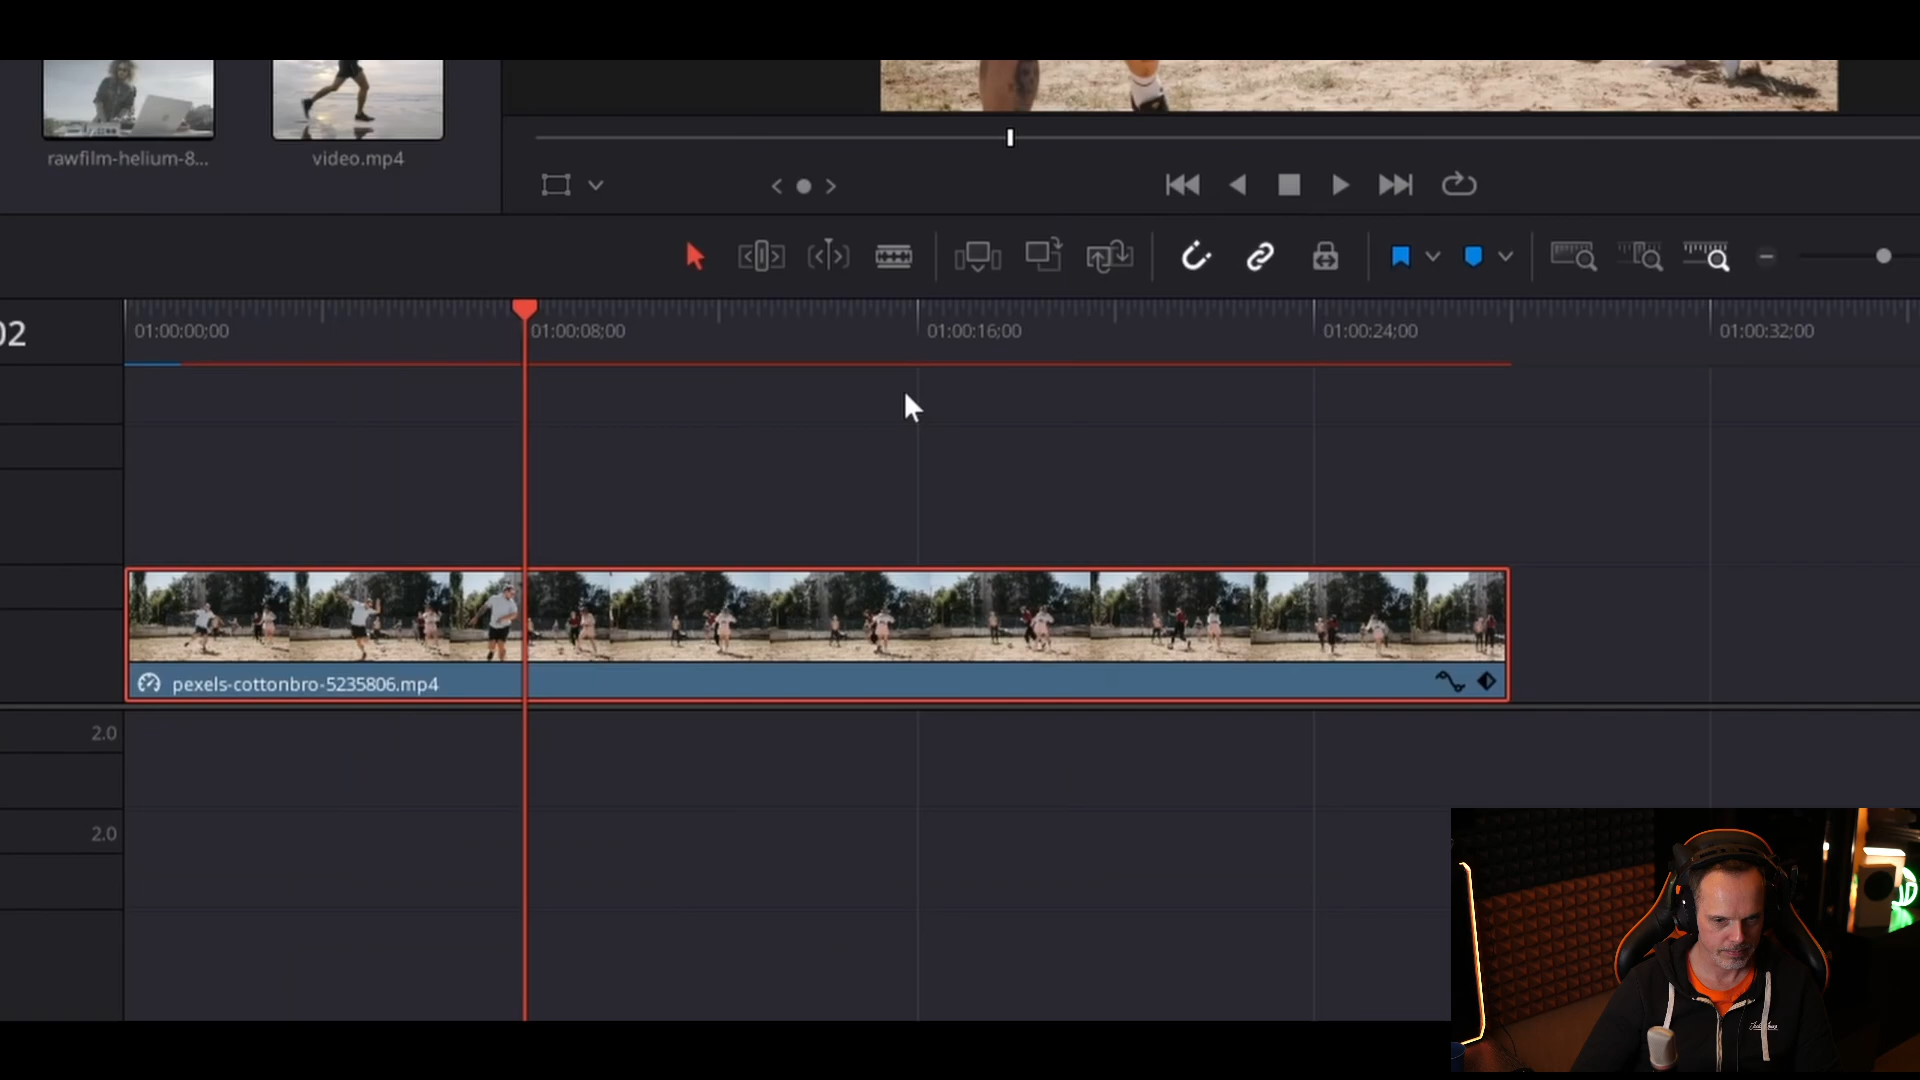 rawfilm-helium-8...
video.mp4
02
01:00:00;00
01:00:08;00
01:00:16;00
01:00:24;00
01:00:32;00
pexels-cottonbro-5235806.mp4
2.0
2.0